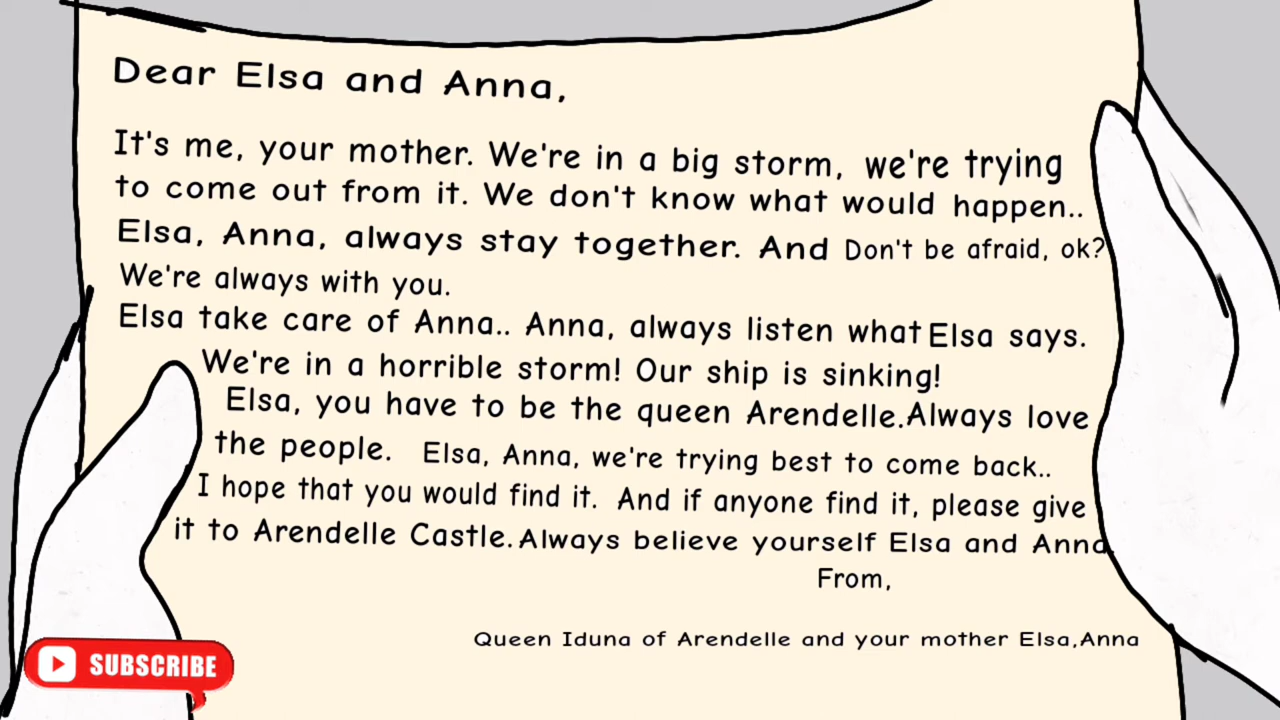 Dear Elsa and Anna,
It's me, your mother. We're in a big storm, we're trying
to come out from it. We don't know what would happen..
Elsa, Anna, always stay together. And Don't be afraid, ok?
We're always with you.
Elsa take care of Anna.. Anna, always listen what Elsa says.
We're in a horrible storm! Our ship is sinking!
Elsa, you have to be the queen Arendelle.Always love
the people. Elsa, Anna, we're trying best to come back..
I hope that you would find it. And if anyone find it, please give
it to Arendelle Castle.Always believe yourself Elsa and Anna.
From,
Queen Iduna of Arendelle and your mother Elsa,Anna
SUBSCRIBE